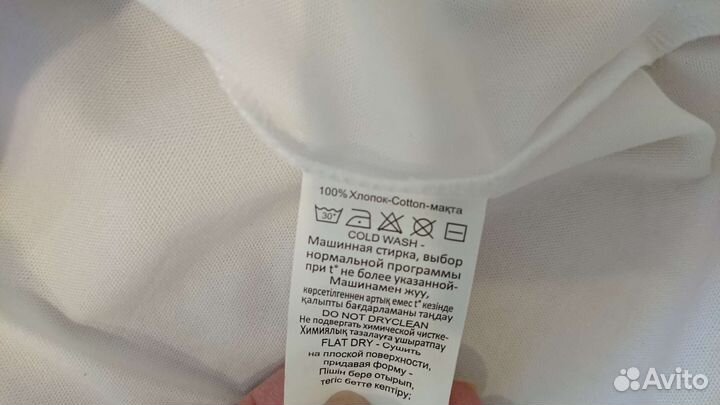 100% Хлопок-Cotton-мақта
30°
COLD WASH -
Машинная стирка, выбор
нормальной программы
при t° не более указанной-
Машинамен жуу,
көрсетілгеннен артық емес t° кезінде
қалыпты бағдарламаны таңдау
DO NOT DRYCLEAN
Не подвергать химической чистке-
Химиялық тазалауға ұшыратпау
FLAT DRY - Сушить
на плоской поверхности,
придавая форму -
Пішін бере отырып,
тегіс бетте кептіру;
Avito